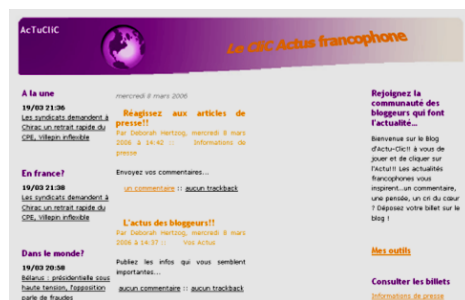 AcTuClIC
Le ClIC Actus francophone
A la une
19/03 21:36
Les syndicats demandent à
Chirac un retrait rapide du
CPE, Villepin inflexible
En france?
19/03 21:38
Les syndicats demandent à
Chirac un retrait rapide du
CPE, Villepin inflexible
Dans le monde?
19/03 20:58
Bélarus : présidentielle sous
haute tension, l'opposition
parle de fraudes
mercredi 8 mars 2006
Réagissez aux articles de
presse!!
Par Deborah Hertzog, mercredi 8 mars
2006 à 14:42 :: Informations de
presse
Envoyez vos commentaires...
un commentaire :: aucun trackback
L'actus des bloggeurs!!
Par Deborah Hertzog, mercredi 8 mars
2006 à 14:37 :: Vos Actus
Publiez les infos qui vous semblent
importantes...
aucun commentaire :: aucun trackback
Rejoignez la
communauté des
bloggeurs qui font
l'actualité...
Bienvenue sur le Blog
d'Actu-Clic!! à vous de
jouer et de cliquer sur
l'Actu!! Les actualités
francophones vous
inspirent...un commentaire,
une pensée, un cri du cœur
? Déposez votre billet sur le
blog !
Mes outils
Consulter les billets
Informations de presse